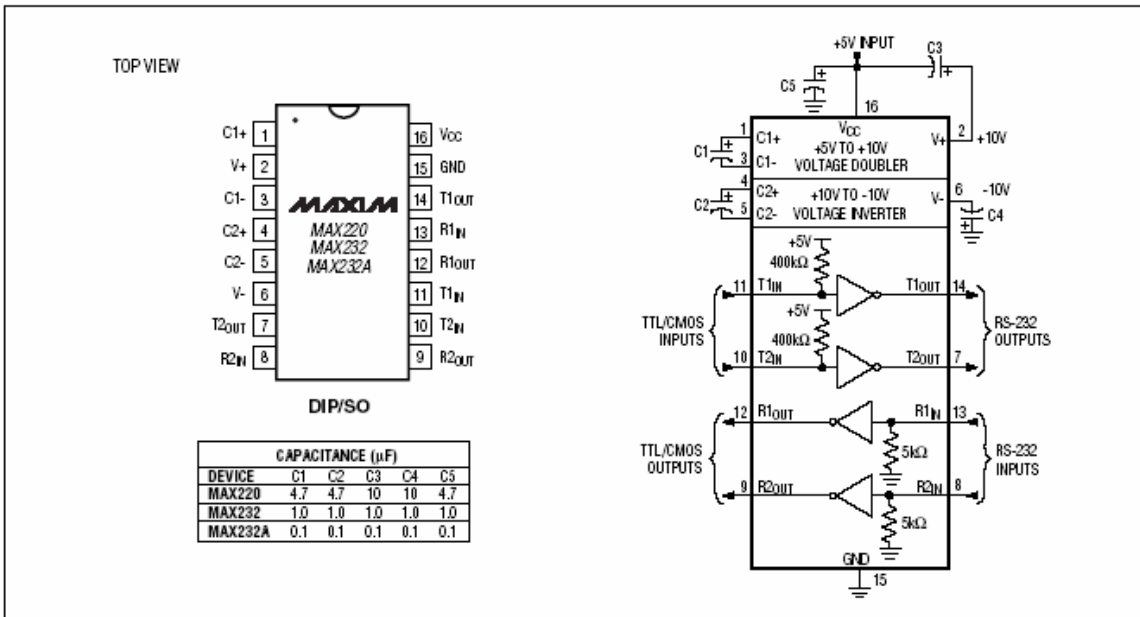 TOP VIEW
C1+ 1
V+ 2
C1- 3
C2+ 4
C2- 5
V- 6
T2OUT 7
R2IN 8
16 VCC
15 GND
14 T1OUT
13 R1IN
12 R1OUT
11 T1IN
10 T2IN
9 R2OUT
MAXIM
MAX220
MAX232
MAX232A
DIP/SO
CAPACITANCE (µF)
DEVICE C1 C2 C3 C4 C5
MAX220 4.7 4.7 10 10 4.7
MAX232 1.0 1.0 1.0 1.0 1.0
MAX232A 0.1 0.1 0.1 0.1 0.1
+5V INPUT
C3
+
C5
+
16
VCC
1
C1+
+5V TO +10V
VOLTAGE DOUBLER
V+
2
+10V
C1
+
3
C1-
4
C2+
+10V TO -10V
VOLTAGE INVERTER
V-
6
-10V
C2
+
5
C2-
C4
+
+5V
400kΩ
11 T1IN
T1OUT 14
+5V
400kΩ
10 T2IN
T2OUT 7
TTL/CMOS
INPUTS
RS-232
OUTPUTS
12 R1OUT
R1IN 13
5kΩ
9 R2OUT
R2IN 8
5kΩ
TTL/CMOS
OUTPUTS
RS-232
INPUTS
GND
15